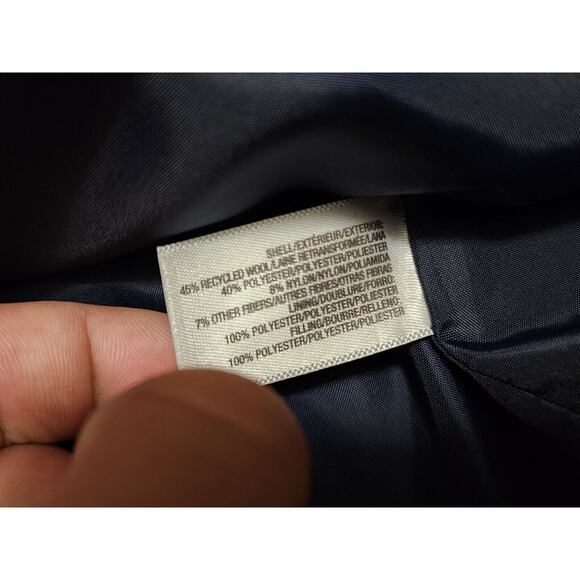 SHELL/EXTÉRIEUR/EXTERIOR:
45% RECYCLED WOOL/LAINE RETRANSFORMÉE/LANA
40% POLYESTER/POLYESTER/POLIESTER
8% NYLON/NYLON/POLIAMIDA
7% OTHER FIBERS/AUTRES FIBRES/OTRAS FIBRAS
LINING/DOUBLURE/FORRO:
100% POLYESTER/POLYESTER/POLIESTER
FILLING/BOURRE/RELLENO:
100% POLYESTER/POLYESTER/POLIESTER